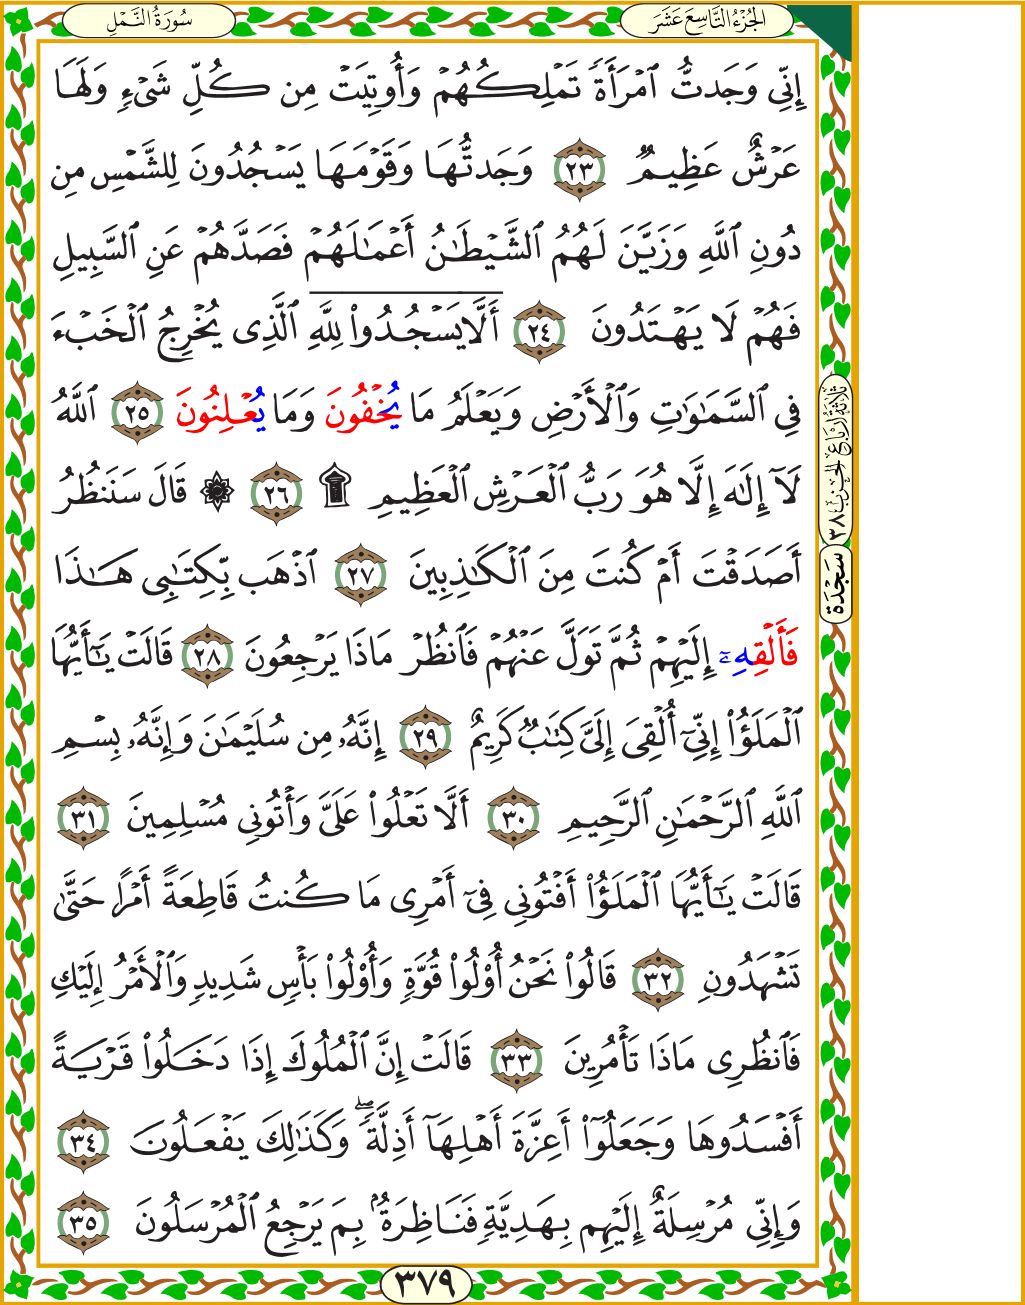 سُورَةُ النَّمْلِ
الجُزْءُ التَّاسِعَ عَشَرَ
إِنِّي وَجَدتُّ ٱمْرَأَةً تَمْلِكُهُمْ وَأُوتِيَتْ مِن كُلِّ شَىْءٍ وَلَهَا
عَرْشٌ عَظِيمٌ ٢٣ وَجَدتُّهَا وَقَوْمَهَا يَسْجُدُونَ لِلشَّمْسِ مِن
دُونِ ٱللَّهِ وَزَيَّنَ لَهُمُ ٱلشَّيْطَٰنُ أَعْمَٰلَهُمْ فَصَدَّهُمْ عَنِ ٱلسَّبِيلِ
فَهُمْ لَا يَهْتَدُونَ ٢٤ أَلَّا يَسْجُدُوا۟ لِلَّهِ ٱلَّذِى يُخْرِجُ ٱلْخَبْءَ
فِي ٱلسَّمَٰوَٰتِ وَٱلْأَرْضِ وَيَعْلَمُ مَا يُخْفُونَ وَمَا يُعْلِنُونَ ٢٥ ٱللَّهُ
لَآ إِلَٰهَ إِلَّا هُوَ رَبُّ ٱلْعَرْشِ ٱلْعَظِيمِ ۩ ٢٦ ۞ قَالَ سَنَنظُرُ
أَصَدَقْتَ أَمْ كُنتَ مِنَ ٱلْكَٰذِبِينَ ٢٧ ٱذْهَب بِّكِتَٰبِى هَٰذَا
فَأَلْقِهِۦٓ إِلَيْهِمْ ثُمَّ تَوَلَّ عَنْهُمْ فَٱنظُرْ مَاذَا يَرْجِعُونَ ٢٨ قَالَتْ يَٰٓأَيُّهَا
ٱلْمَلَؤُا۟ إِنِّىٓ أُلْقِىَ إِلَىَّ كِتَٰبٌ كَرِيمٌ ٢٩ إِنَّهُۥ مِن سُلَيْمَٰنَ وَإِنَّهُۥ بِسْمِ
ٱللَّهِ ٱلرَّحْمَٰنِ ٱلرَّحِيمِ ٣٠ أَلَّا تَعْلُوا۟ عَلَىَّ وَأْتُونِى مُسْلِمِينَ ٣١
قَالَتْ يَٰٓأَيُّهَا ٱلْمَلَؤُا۟ أَفْتُونِى فِىٓ أَمْرِى مَا كُنتُ قَاطِعَةً أَمْرًا حَتَّىٰ
تَشْهَدُونِ ٣٢ قَالُوا۟ نَحْنُ أُو۟لُوا۟ قُوَّةٍ وَأُو۟لُوا۟ بَأْسٍ شَدِيدٍ وَٱلْأَمْرُ إِلَيْكِ
فَٱنظُرِى مَاذَا تَأْمُرِينَ ٣٣ قَالَتْ إِنَّ ٱلْمُلُوكَ إِذَا دَخَلُوا۟ قَرْيَةً
أَفْسَدُوهَا وَجَعَلُوٓا۟ أَعِزَّةَ أَهْلِهَآ أَذِلَّةً ۖ وَكَذَٰلِكَ يَفْعَلُونَ ٣٤
وَإِنِّي مُرْسِلَةٌ إِلَيْهِم بِهَدِيَّةٍ فَنَاظِرَةٌۢ بِمَ يَرْجِعُ ٱلْمُرْسَلُونَ ٣٥
ثلاثة أرباع الحزب ٣٨
سَجْدَة
٣٧٩